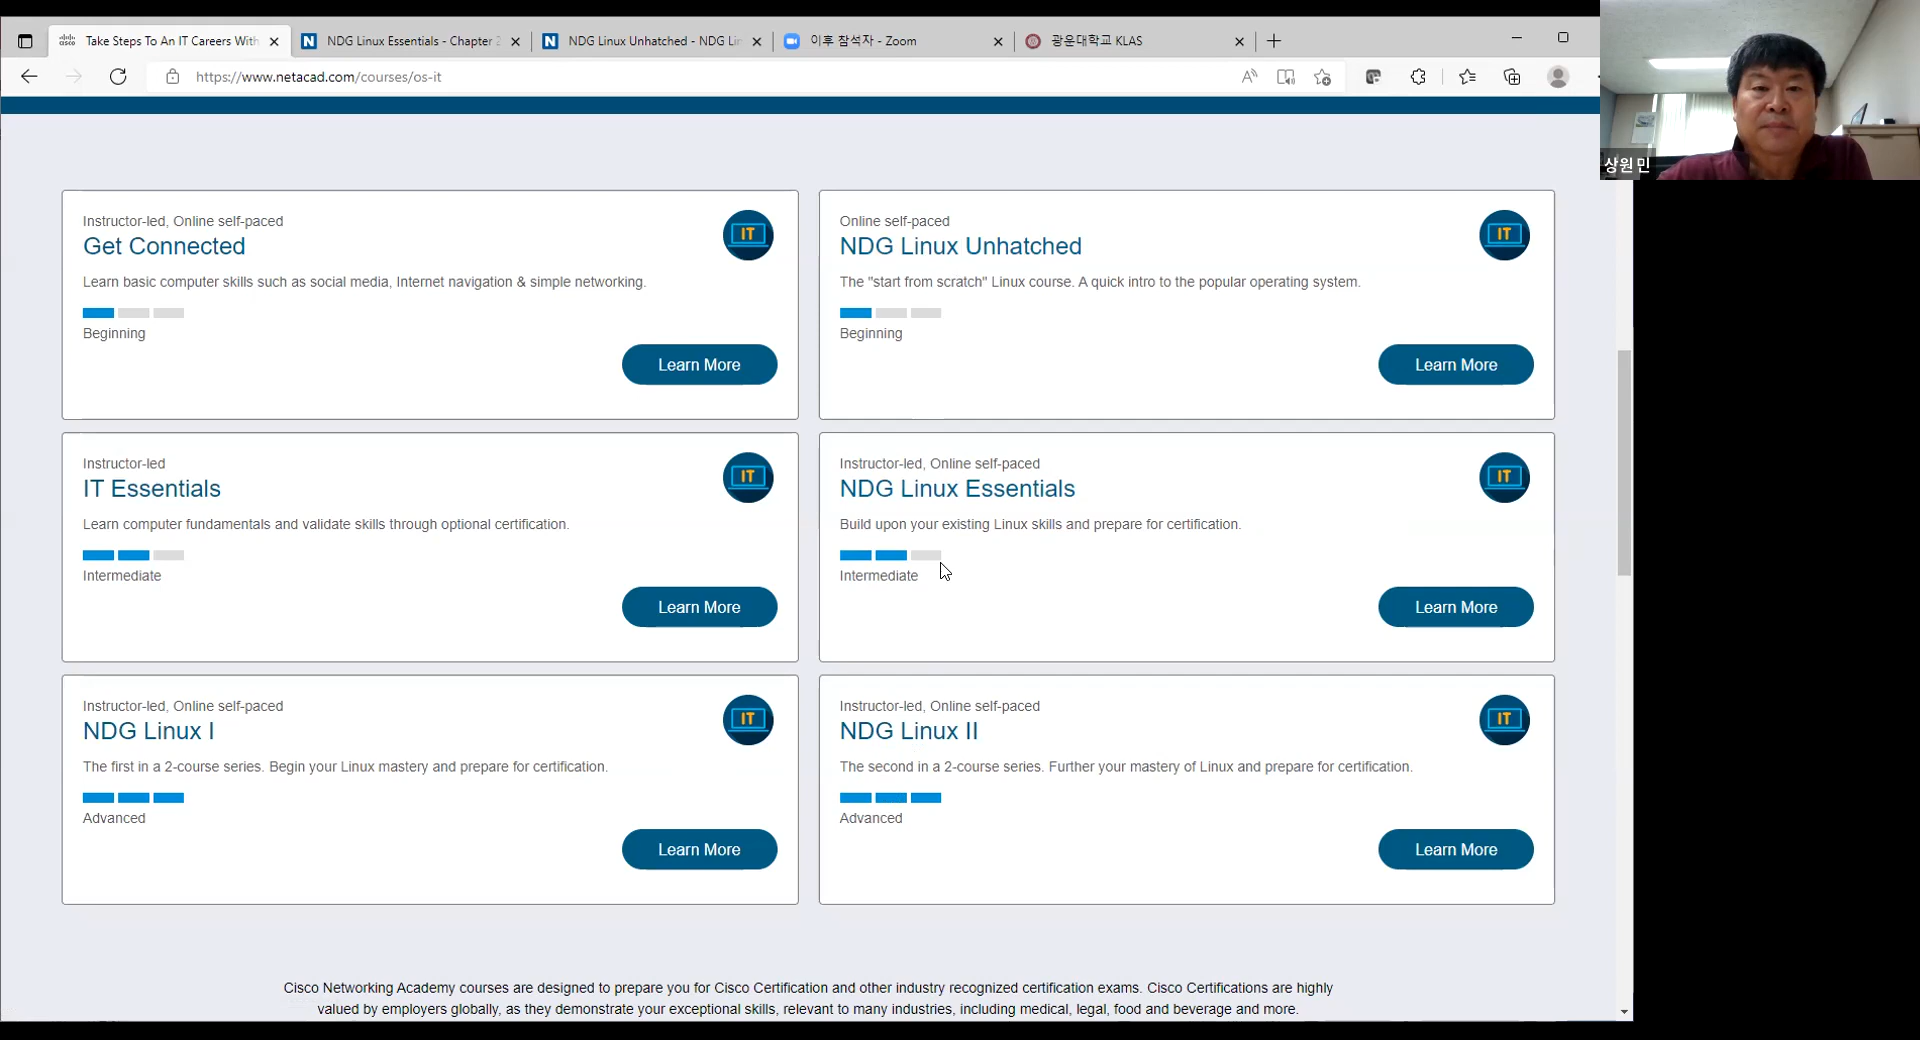 Take Steps To An IT Careers With
NDG Linux Essentials - Chapter 2
NDG Linux Unhatched - NDG Lin
이후 참석자 - Zoom
광운대학교 KLAS
https://www.netacad.com/courses/os-it
상원 민
Instructor-led, Online self-paced
Get Connected
Learn basic computer skills such as social media, Internet navigation & simple networking.
Beginning
Learn More
IT
Online self-paced
NDG Linux Unhatched
The "start from scratch" Linux course. A quick intro to the popular operating system.
Beginning
Learn More
IT
Instructor-led
IT Essentials
Learn computer fundamentals and validate skills through optional certification.
Intermediate
Learn More
IT
Instructor-led, Online self-paced
NDG Linux Essentials
Build upon your existing Linux skills and prepare for certification.
Intermediate
Learn More
IT
Instructor-led, Online self-paced
NDG Linux I
The first in a 2-course series. Begin your Linux mastery and prepare for certification.
Advanced
Learn More
IT
Instructor-led, Online self-paced
NDG Linux II
The second in a 2-course series. Further your mastery of Linux and prepare for certification.
Advanced
Learn More
IT
Cisco Networking Academy courses are designed to prepare you for Cisco Certification and other industry recognized certification exams. Cisco Certifications are highly
valued by employers globally, as they demonstrate your exceptional skills, relevant to many industries, including medical, legal, food and beverage and more.